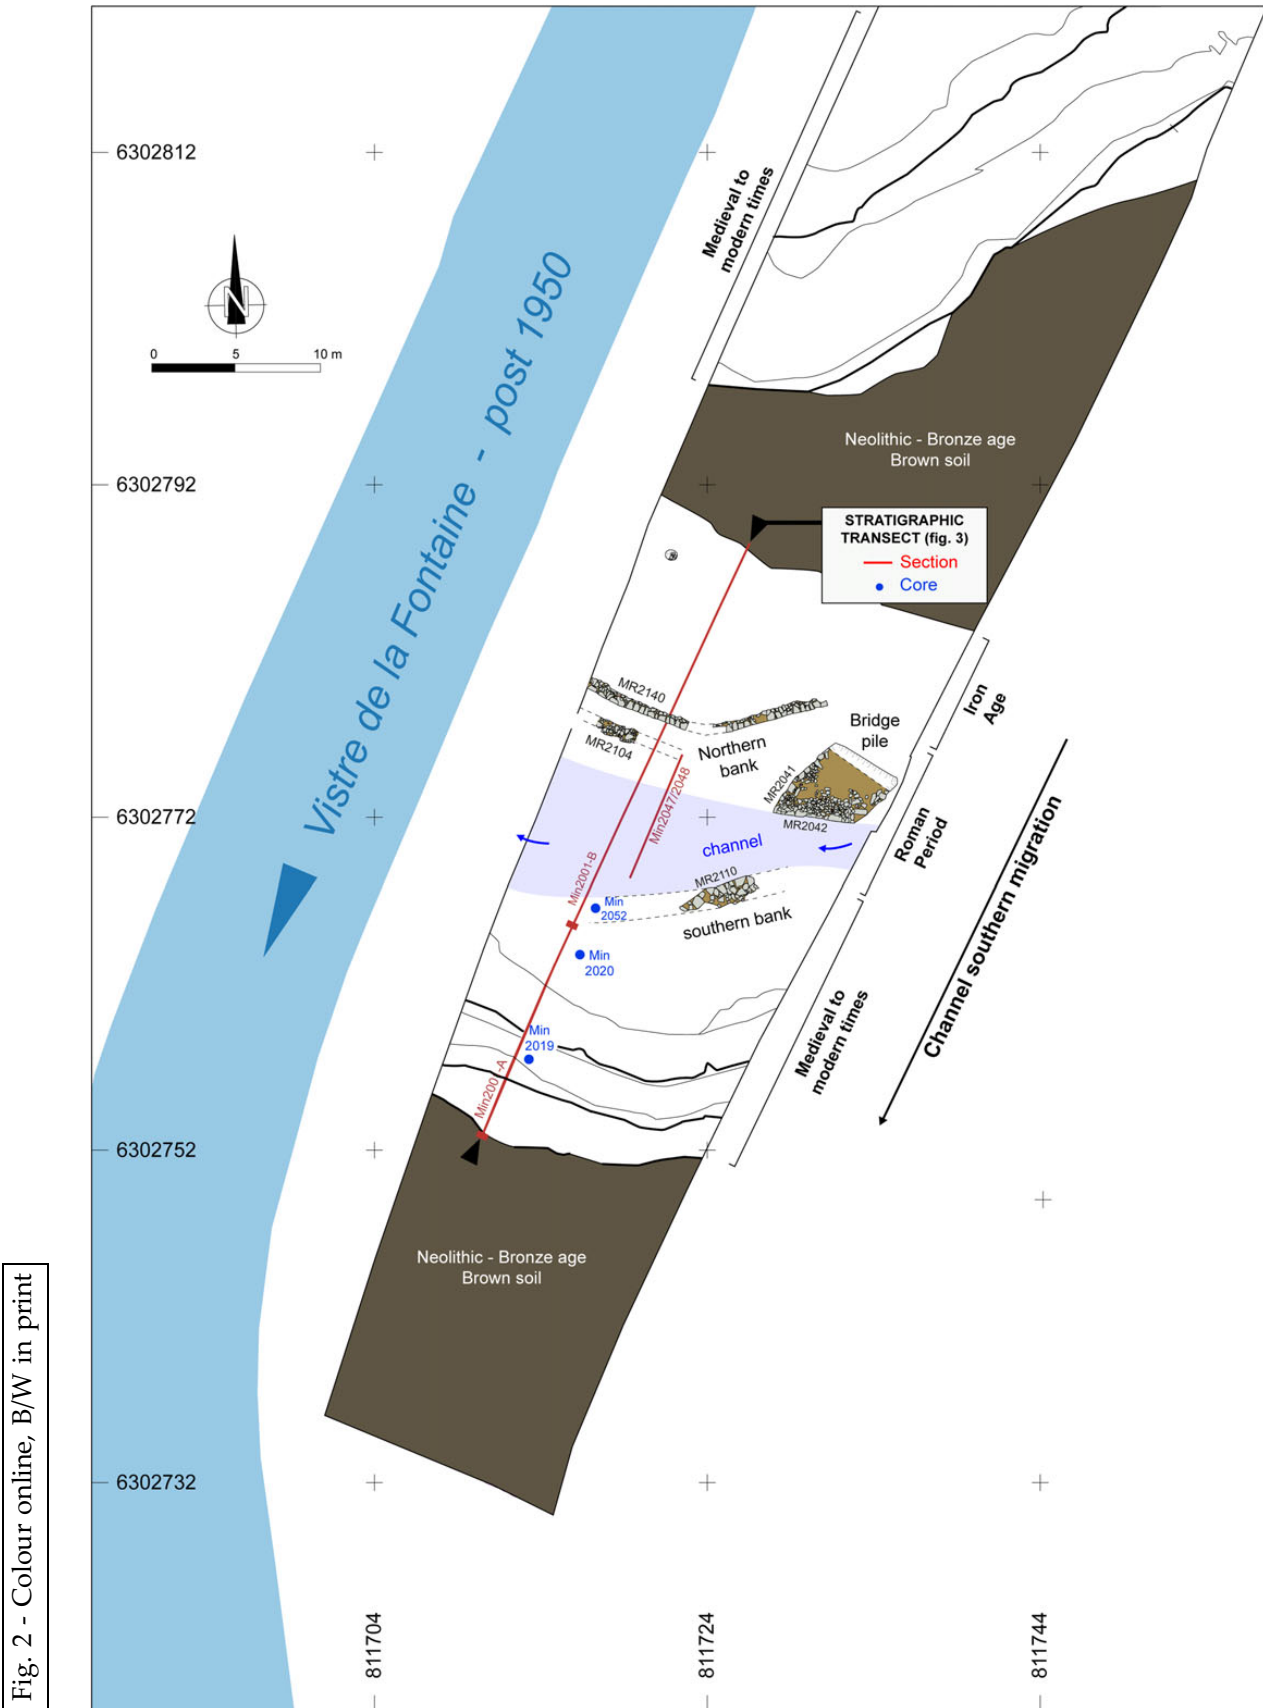 6302812
Medieval to
modern times
N
0 5 10 m
Vistre de la Fontaine - post 1950
Neolithic - Bronze age
Brown soil
6302792
STRATIGRAPHIC
TRANSECT (fig. 3)
Section
Core
Iron
Age
MR2140
MR2104
Northern
bank
Bridge
pile
MR2041
MR2042
Min2047/2048
6302772
channel
Roman
Period
Min2001-B
MR2110
Min
2052
southern bank
Min
2020
Channel southern migration
Medieval to
modern times
Min
2019
Min2001-A
6302752
Neolithic - Bronze age
Brown soil
6302732
811704
811724
811744
Fig. 2 - Colour online, B/W in print